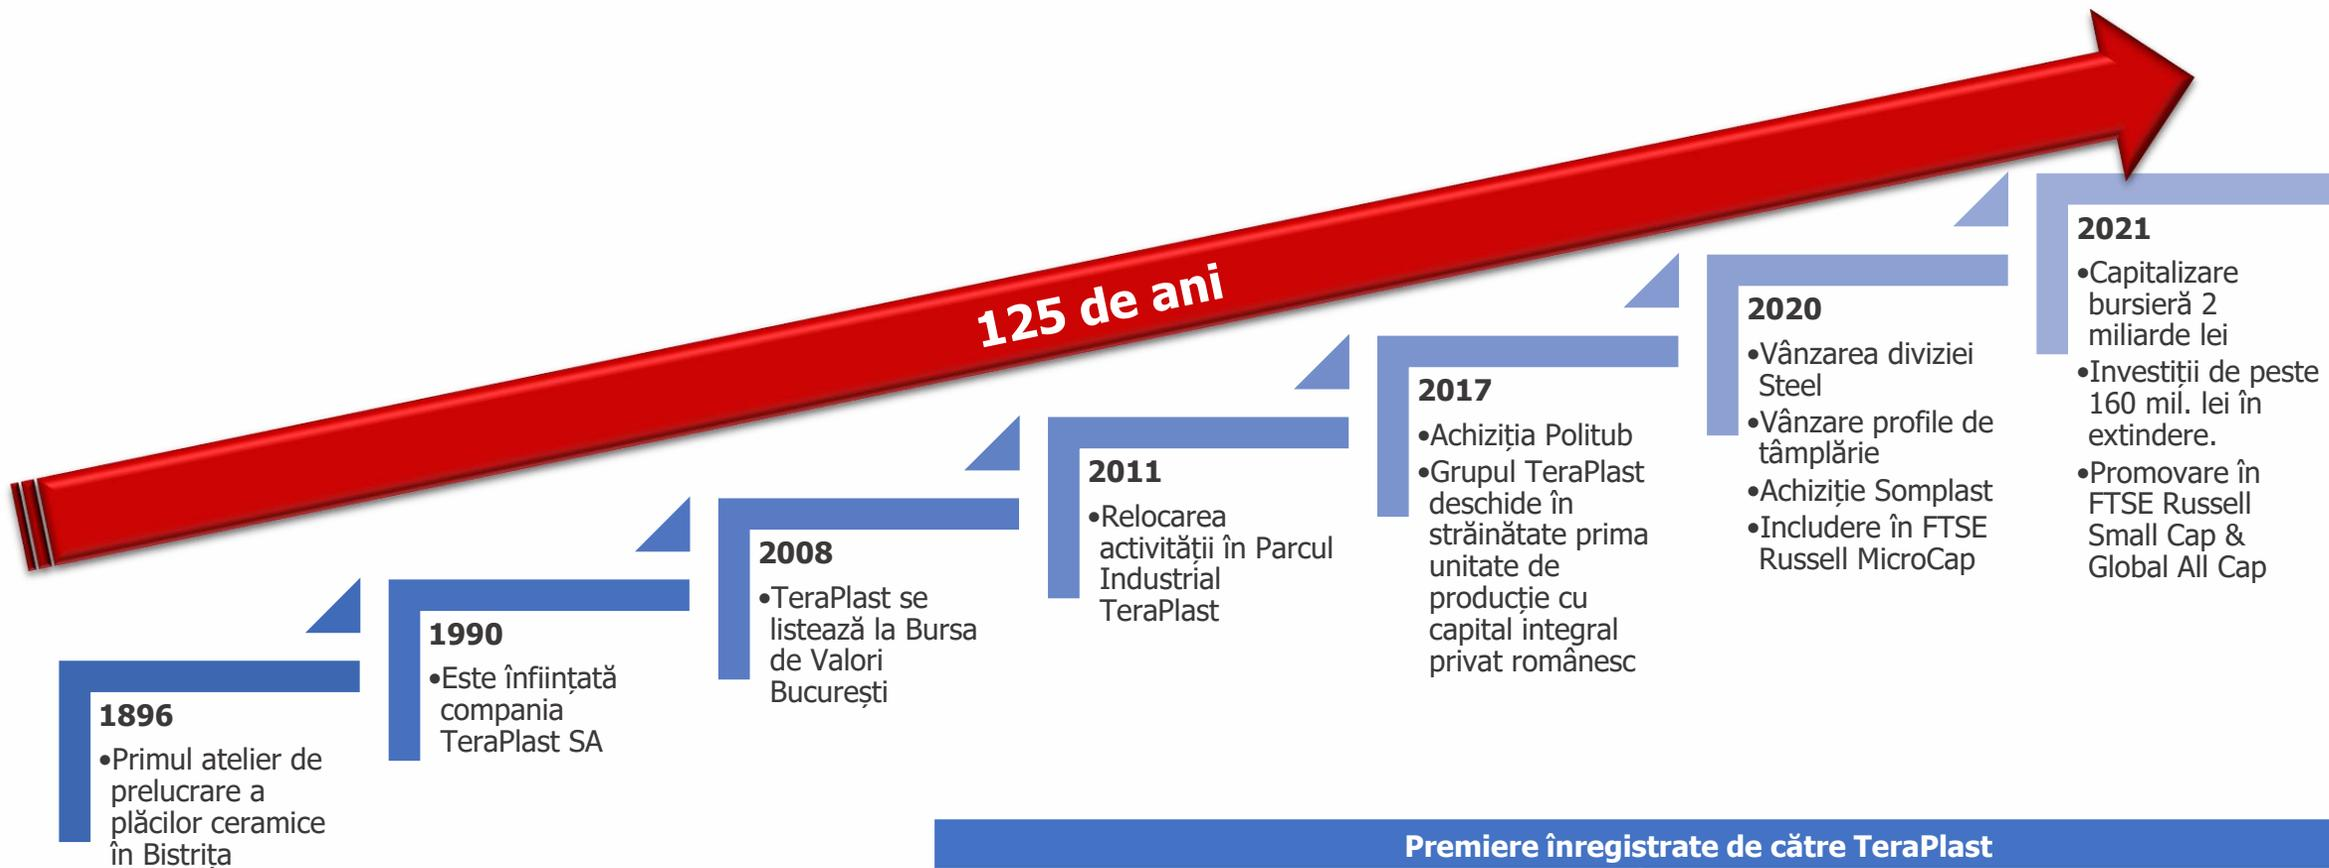 125 de ani
1896
•Primul atelier de
prelucrare a
plăcilor ceramice
în Bistrița
1990
•Este înființată
compania
TeraPlast SA
2008
•TeraPlast se
listează la Bursa
de Valori
București
2011
•Relocarea
activității în Parcul
Industrial
TeraPlast
2017
•Achiziția Politub
•Grupul TeraPlast
deschide în
străinătate prima
unitate de
producție cu
capital integral
privat românesc
2020
•Vânzarea diviziei
Steel
•Vânzare profile de
tâmplărie
•Achiziție Somplast
•Includere în FTSE
Russell MicroCap
2021
•Capitalizare
bursieră 2
miliarde lei
•Investiții de peste
160 mil. lei în
extindere.
•Promovare în
FTSE Russell
Small Cap &
Global All Cap
Premiere înregistrate de către TeraPlast